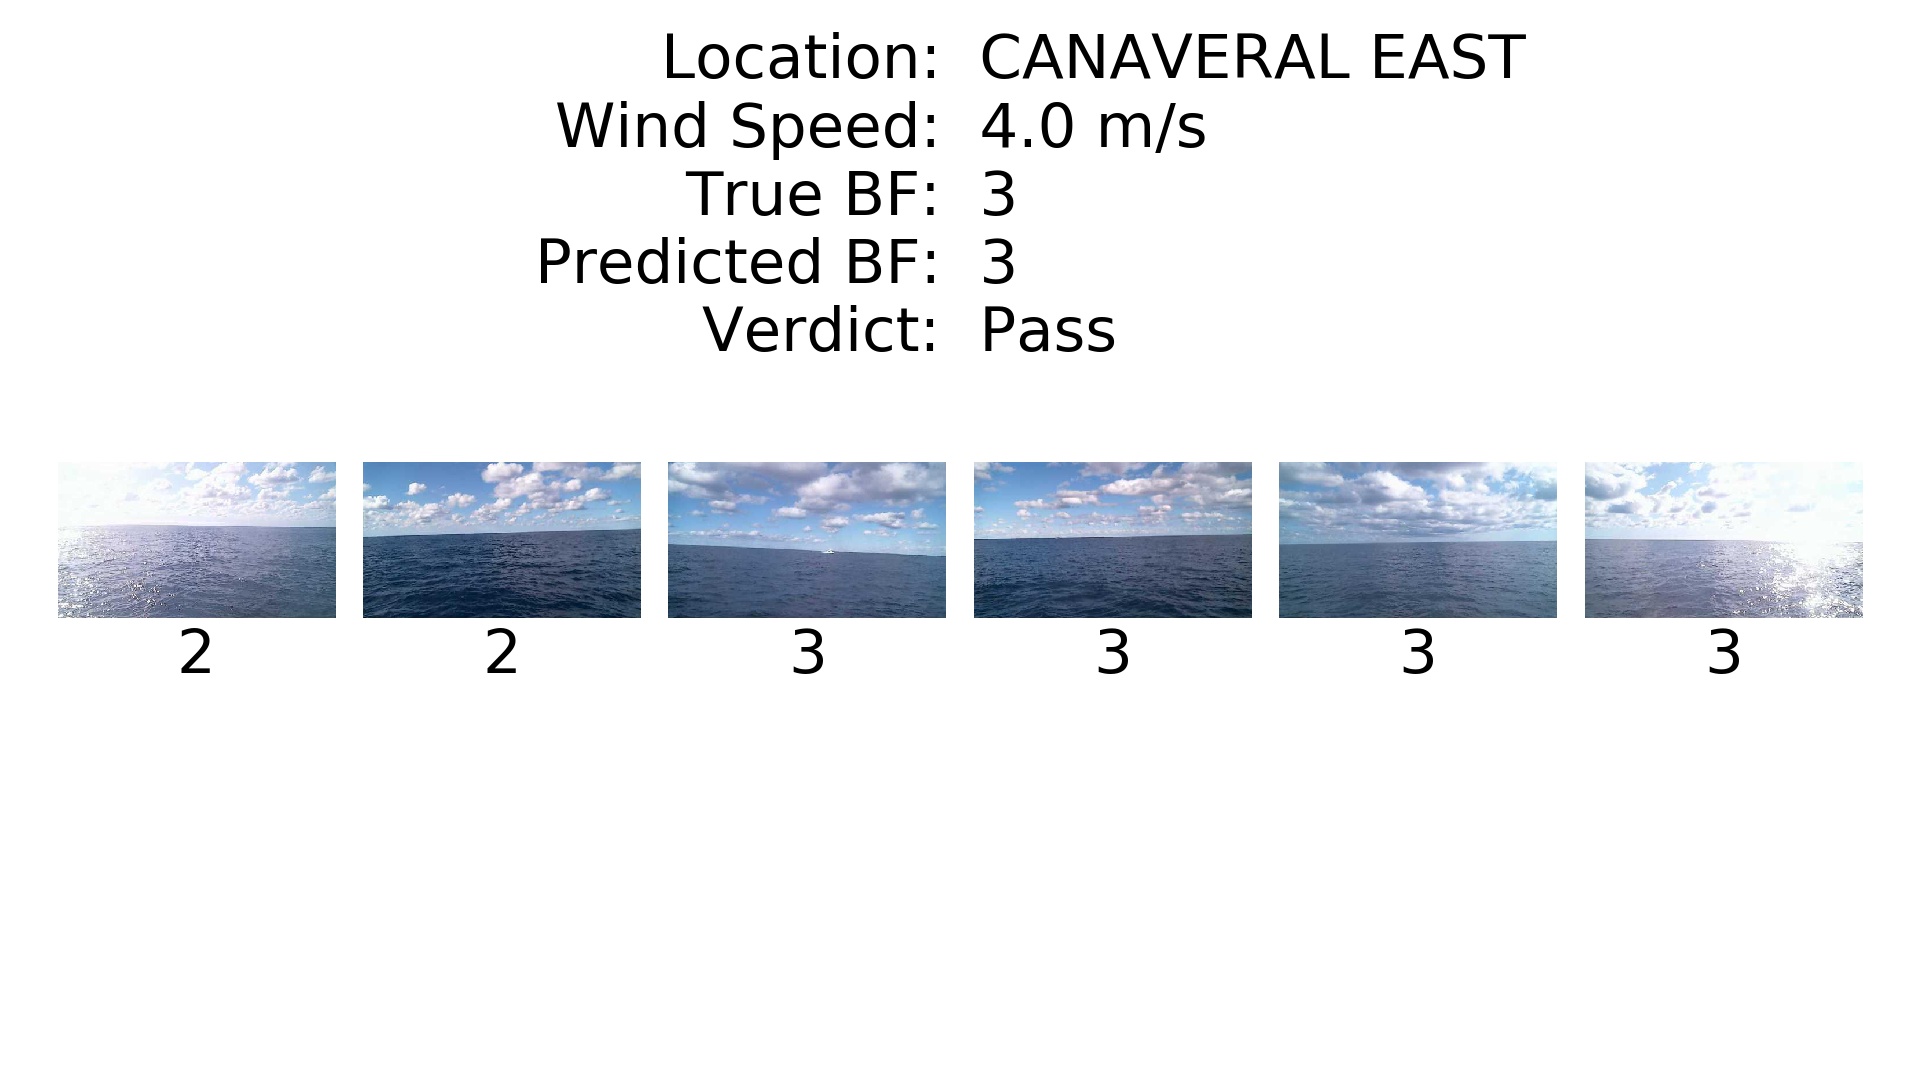 Location: CANAVERAL EAST
Wind Speed: 4.0 m/s
True BF: 3
Predicted BF: 3
Verdict: Pass
2 2 3 3 3 3